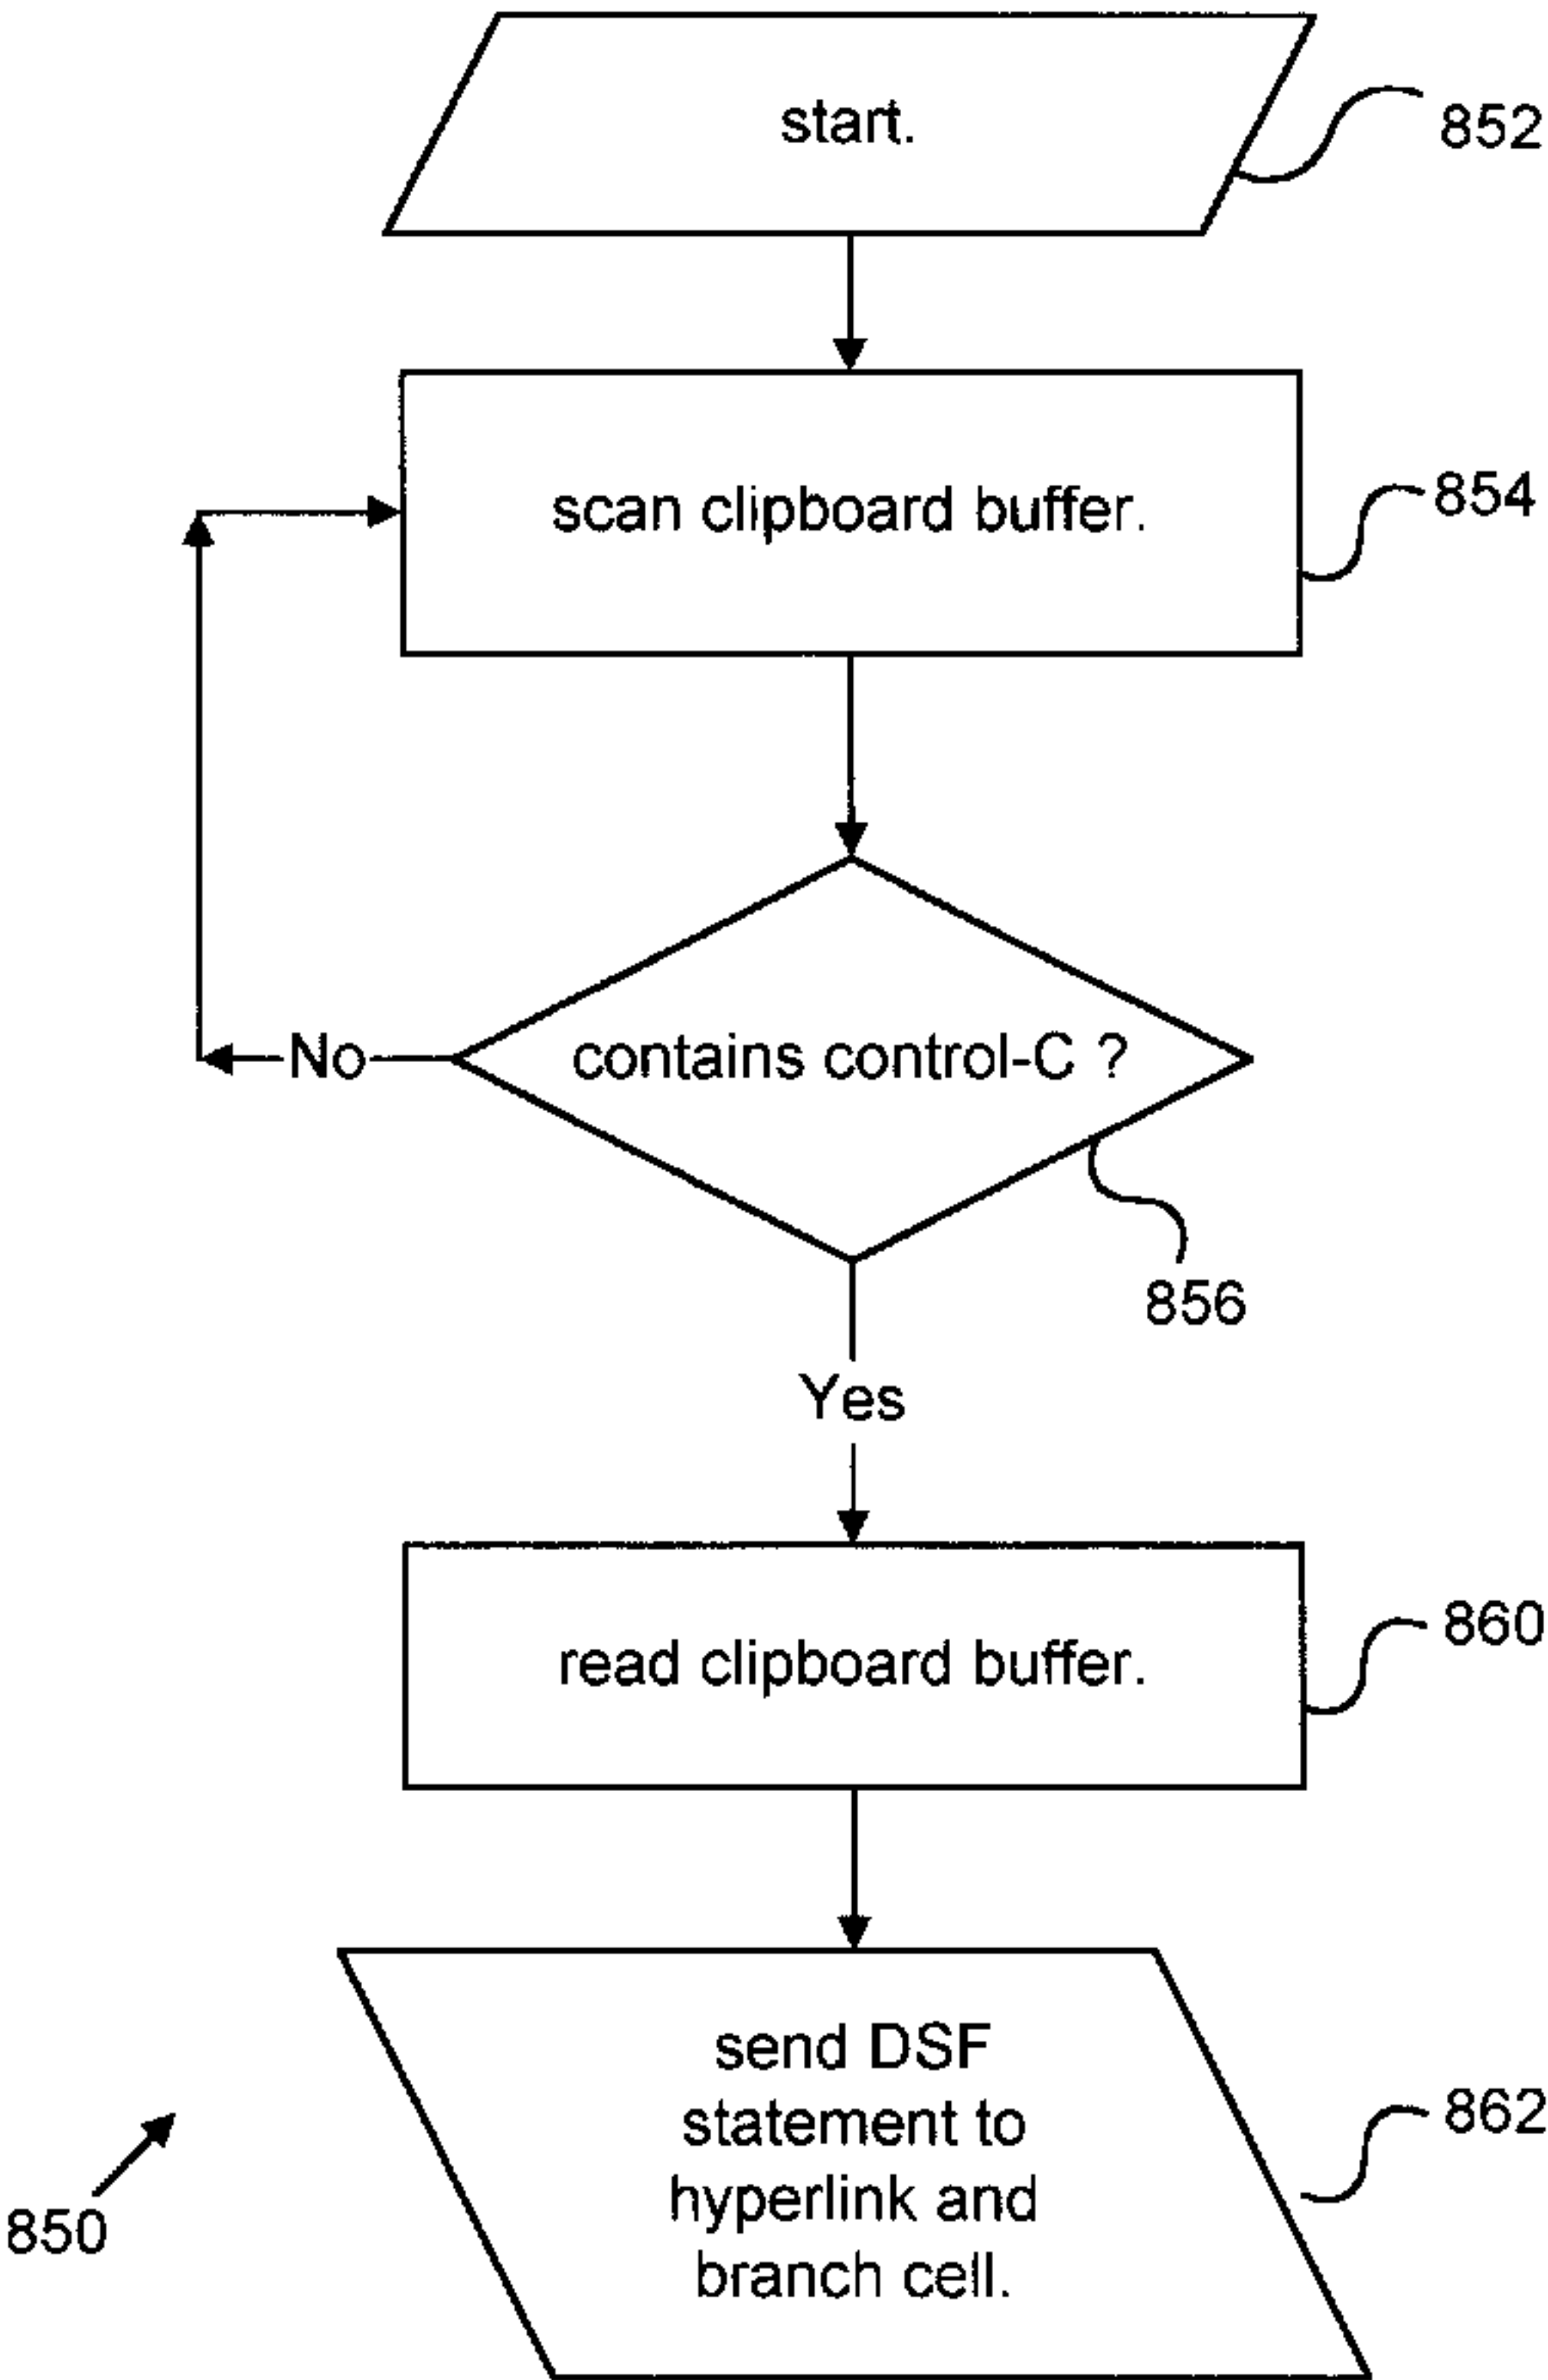 start.
852
scan clipboard buffer.
854
No
contains control-C ?
856
Yes
read clipboard buffer.
860
send DSF
statement to
hyperlink and
branch cell.
862
850